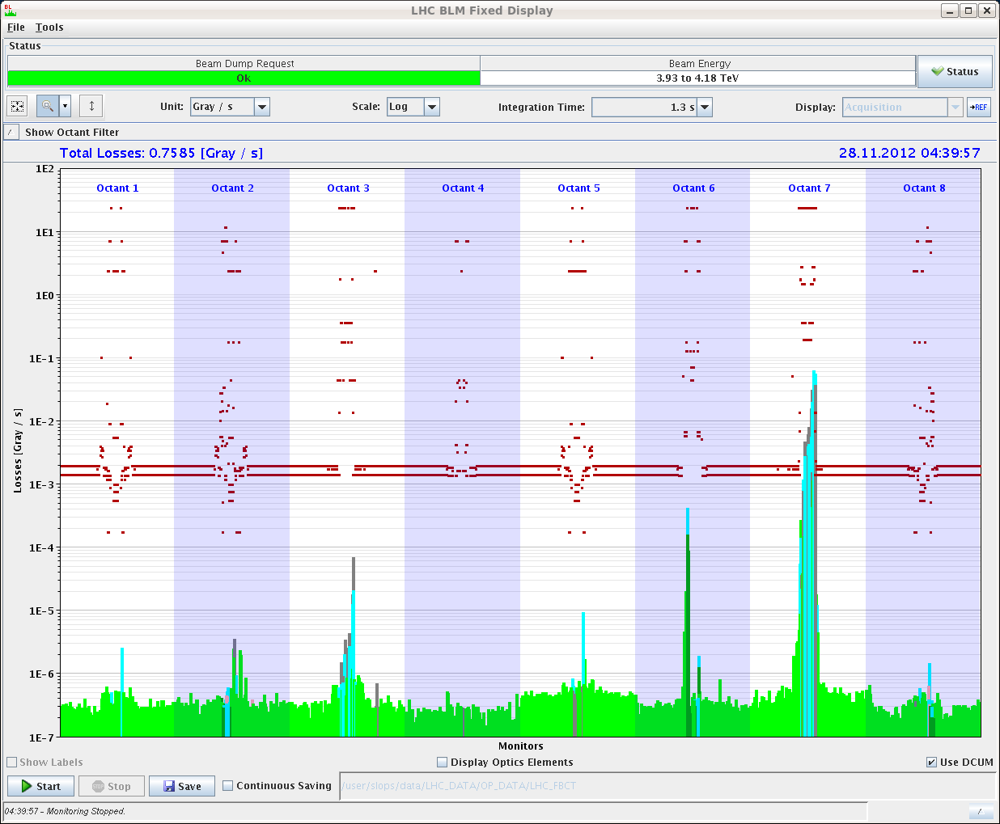 BL
LHC BLM Fixed Display
File Tools
Status
Beam Dump Request Beam Energy
Ok 3.93 to 4.18 TeV
Status
Unit: Gray / s Scale: Log Integration Time: 1.3 s Display: Acquisition REF
Show Octant Filter
Total Losses: 0.7585 [Gray / s] 28.11.2012 04:39:57
1E2
Octant 1 Octant 2 Octant 3 Octant 4 Octant 5 Octant 6 Octant 7 Octant 8
1E1
1E0
1E-1
1E-2
1E-3
1E-4
1E-5
1E-6
1E-7
Losses [Gray / s]
Monitors
Show Labels Display Optics Elements Use DCUM
Start STOP Stop Save Continuous Saving /user/slops/data/LHC_DATA/OP_DATA/LHC_FBCT
04:39:57 - Monitoring Stopped.